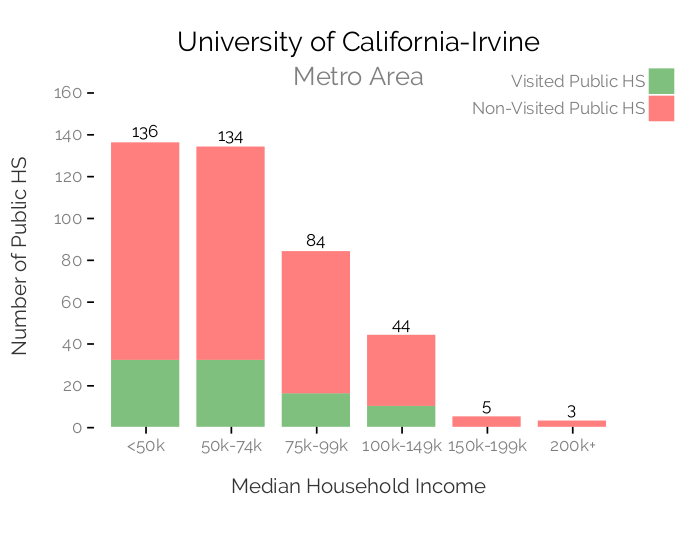 University of California-Irvine
Metro Area
Visited Public HS
Non-Visited Public HS
Number of Public HS
160
140
120
100
80
60
40
20
0
136
134
84
44
5
3
<50k
50k-74k
75k-99k
100k-149k
150k-199k
200k+
Median Household Income